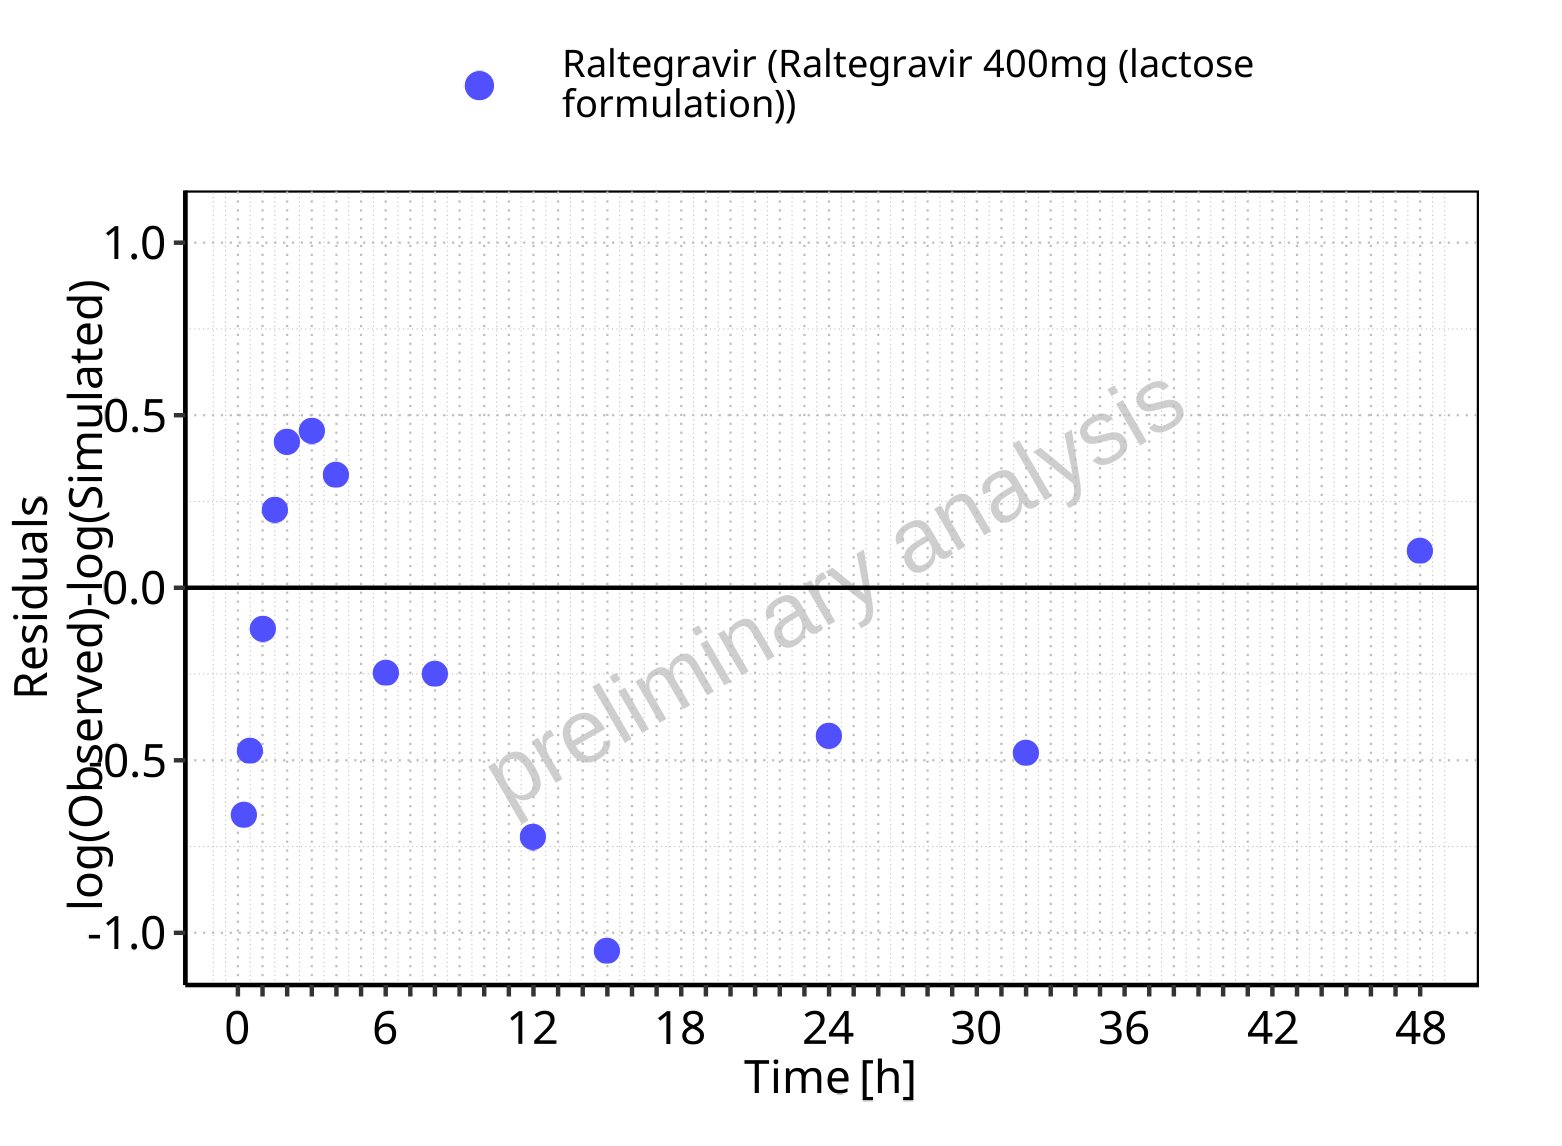 Raltegravir (Raltegravir 400mg (lactose
formulation))
Residuals
log(Observed)-log(Simulated)
1.0
0.5
0.0
-0.5
-1.0
preliminary analysis
0 6 12 18 24 30 36 42 48
Time [h]